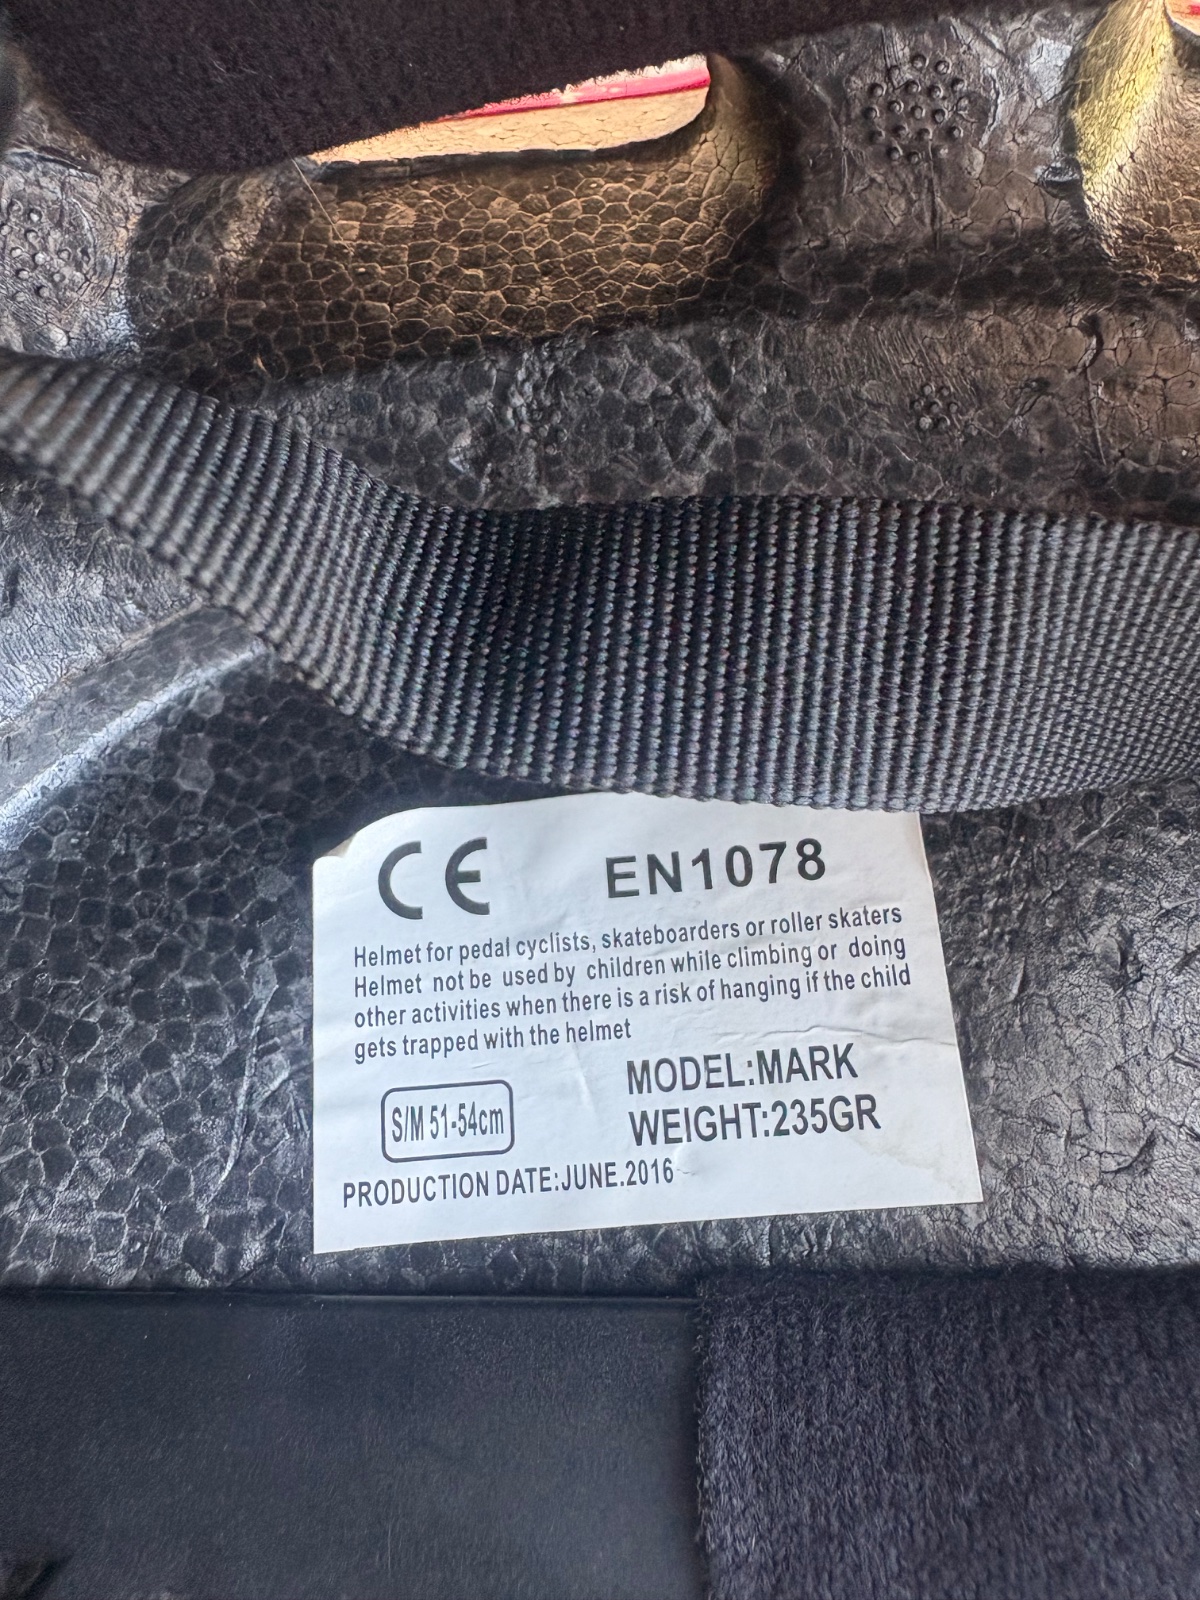 CE EN1078
Helmet for pedal cyclists, skateboarders or roller skaters
Helmet not be used by children while climbing or doing
other activities when there is a risk of hanging if the child
gets trapped with the helmet
MODEL:MARK
S/M 51-54cm
WEIGHT:235GR
PRODUCTION DATE:JUNE.2016